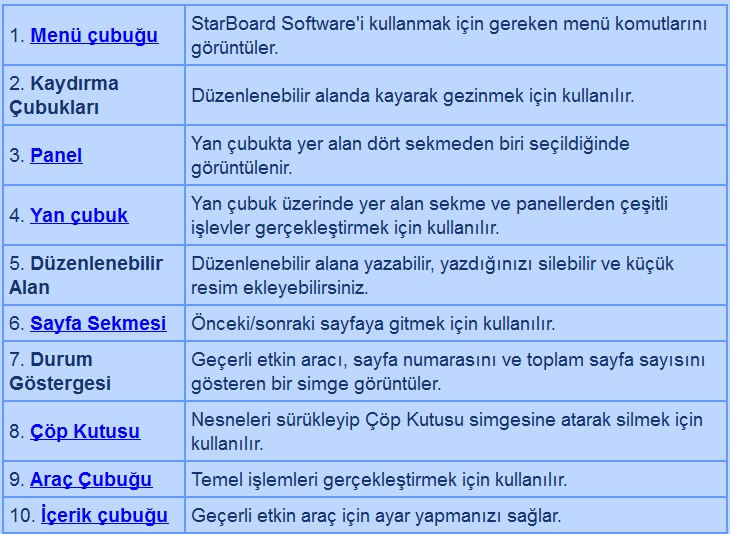 1. Menü çubuğu
StarBoard Software'i kullanmak için gereken menü komutlarını
görüntüler.
2. Kaydırma
Çubukları
Düzenlenebilir alanda kayarak gezinmek için kullanılır.
3. Panel
Yan çubukta yer alan dört sekmeden biri seçildiğinde
görüntülenir.
4. Yan çubuk
Yan çubuk üzerinde yer alan sekme ve panellerden çeşitli
işlevler gerçekleştirmek için kullanılır.
5. Düzenlenebilir
Alan
Düzenlenebilir alana yazabilir, yazdığınızı silebilir ve küçük
resim ekleyebilirsiniz.
6. Sayfa Sekmesi
Önceki/sonraki sayfaya gitmek için kullanılır.
7. Durum
Göstergesi
Geçerli etkin aracı, sayfa numarasını ve toplam sayfa sayısını
gösteren bir simge görüntüler.
8. Çöp Kutusu
Nesneleri sürükleyip Çöp Kutusu simgesine atarak silmek için
kullanılır.
9. Araç Çubuğu
Temel işlemleri gerçekleştirmek için kullanılır.
10. İçerik çubuğu
Geçerli etkin araç için ayar yapmanızı sağlar.